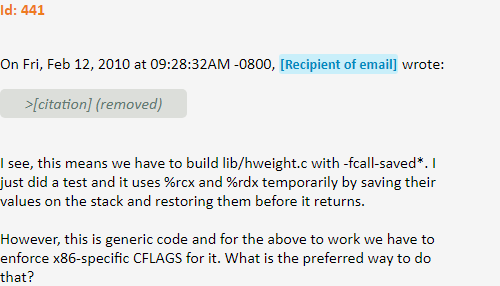 Id: 441
On Fri, Feb 12, 2010 at 09:28:32AM -0800, [Recipient of email] wrote:
>[citation] (removed)
I see, this means we have to build lib/hweight.c with -fcall-saved*. I
just did a test and it uses %rcx and %rdx temporarily by saving their
values on the stack and restoring them before it returns.
However, this is generic code and for the above to work we have to
enforce x86-specific CFLAGS for it. What is the preferred way to do
that?